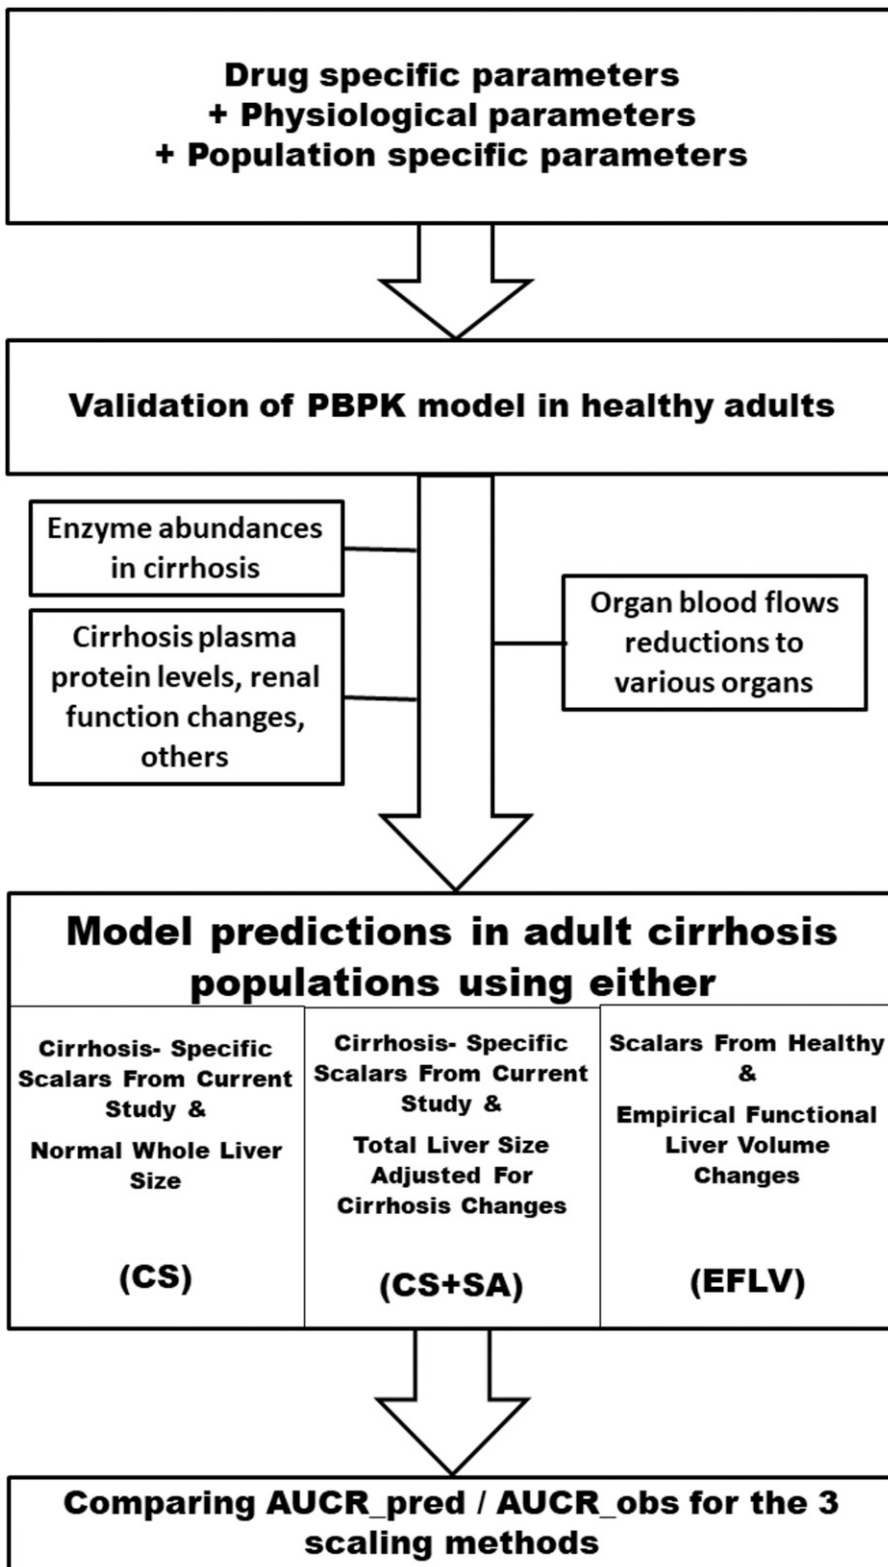 Drug specific parameters
+ Physiological parameters
+ Population specific parameters
Validation of PBPK model in healthy adults
Enzyme abundances
in cirrhosis
Cirrhosis plasma
protein levels, renal
function changes,
others
Organ blood flows
reductions to
various organs
Model predictions in adult cirrhosis
populations using either
Cirrhosis- Specific
Scalars From Current
Study &
Normal Whole Liver
Size
(CS)
Cirrhosis- Specific
Scalars From Current
Study &
Total Liver Size
Adjusted For
Cirrhosis Changes
(CS+SA)
Scalars From Healthy
&
Empirical Functional
Liver Volume
Changes
(EFLV)
Comparing AUCR_pred / AUCR_obs for the 3
scaling methods